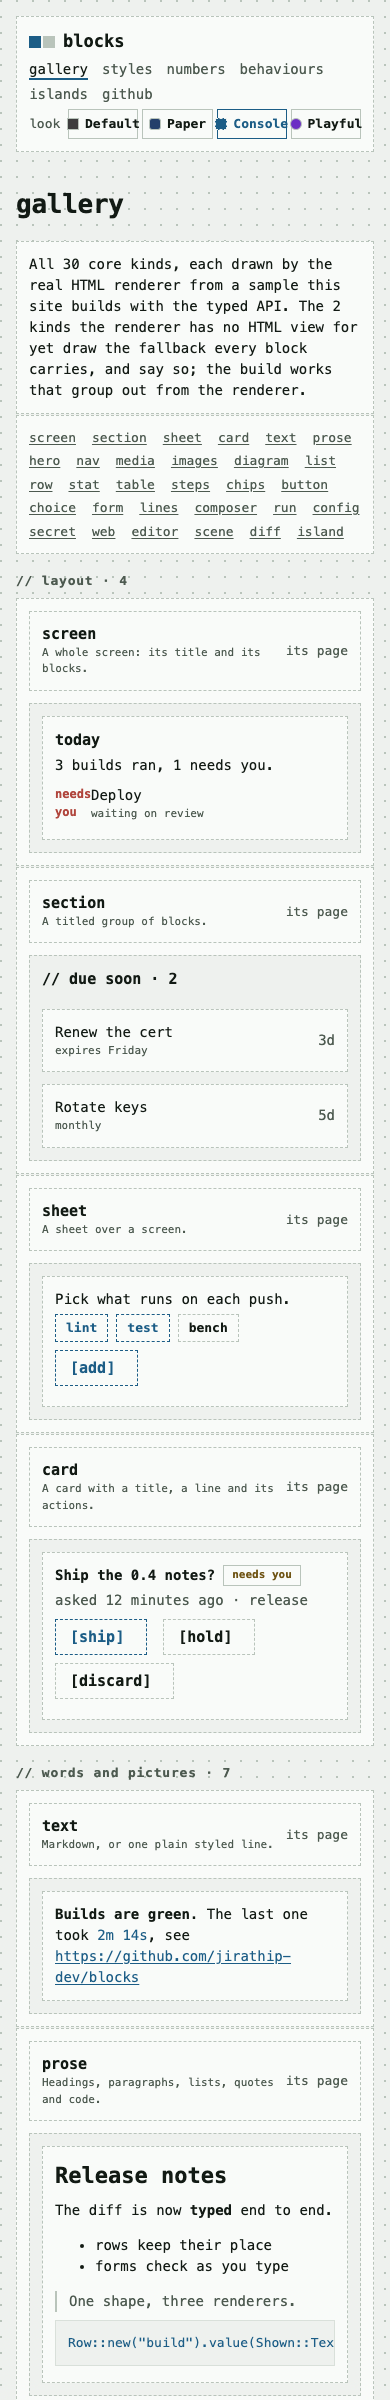 blocks
gallery styles numbers behaviours
islands github
look Default Paper Console Playful
gallery
All 30 core kinds, each drawn by the
real HTML renderer from a sample this
site builds with the typed API. The 2
kinds the renderer has no HTML view for
yet draw the fallback every block
carries, and say so; the build works
that group out from the renderer.
screen section sheet card text prose
hero nav media images diagram list
row stat table steps chips button
choice form lines composer run config
secret web editor scene diff island
// layout · 4
screen
A whole screen: its title and its
blocks.
its page
today
3 builds ran, 1 needs you.
needs you
Deploy
waiting on review
section
A titled group of blocks.
its page
// due soon · 2
Renew the cert
expires Friday
3d
Rotate keys
monthly
5d
sheet
A sheet over a screen.
its page
Pick what runs on each push.
lint test bench
[add]
card
A card with a title, a line and its
actions.
its page
Ship the 0.4 notes? needs you
asked 12 minutes ago · release
[ship] [hold]
[discard]
// words and pictures · 7
text
Markdown, or one plain styled line.
its page
Builds are green. The last one
took 2m 14s, see
https://github.com/jirathip-
dev/blocks
prose
Headings, paragraphs, lists, quotes
and code.
its page
Release notes
The diff is now typed end to end.
• rows keep their place
• forms check as you type
One shape, three renderers.
Row::new("build").value(Shown::Tex